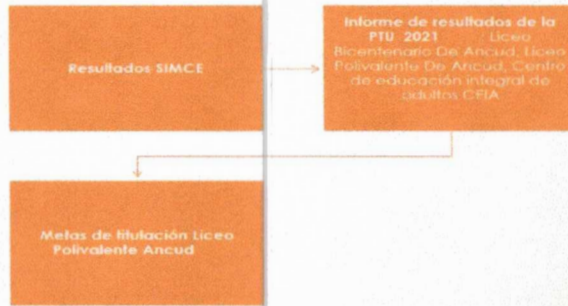 Resultados SIMCE
Informe de resultados de la
PTU 2021 Liceo
Bicentenario De Ancud, Liceo
Polivalente De Ancud, Centro
de educación integral de
adultos CEIA
Metas de titulación Liceo
Polivalente Ancud